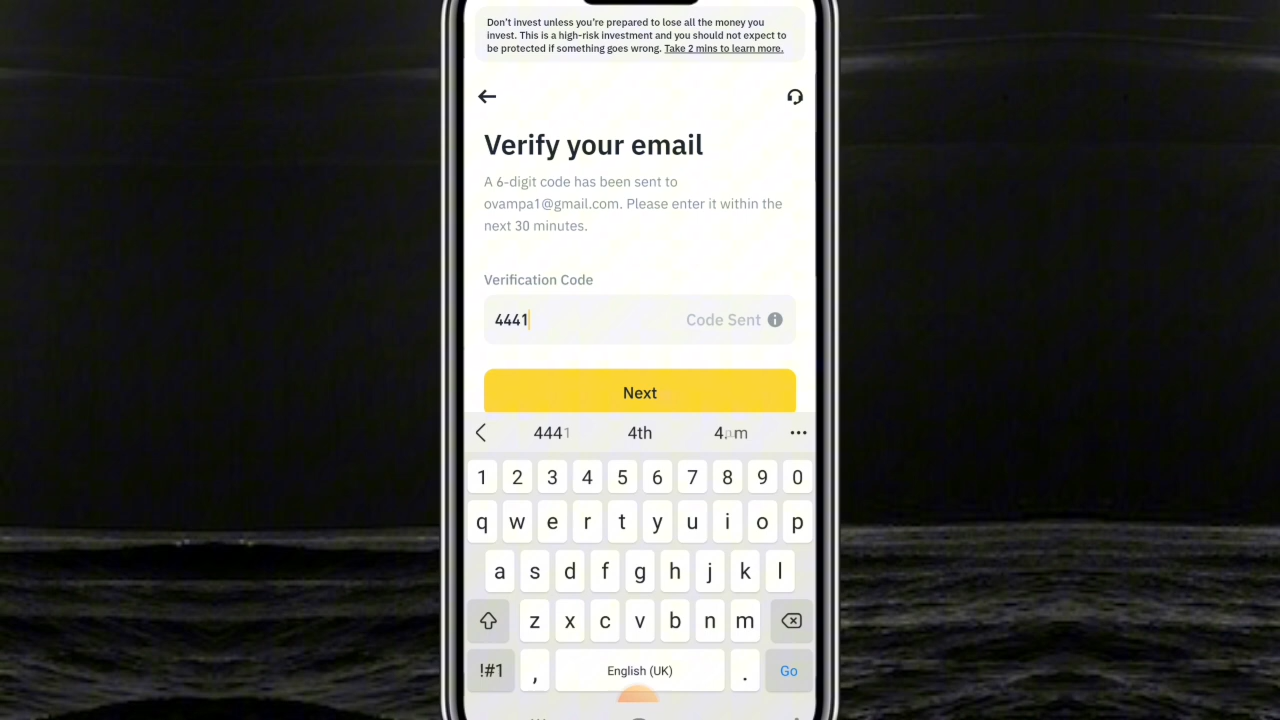 Don't invest unless you're prepared to lose all the money you
invest. This is a high-risk investment and you should not expect to
be protected if something goes wrong. Take 2 mins to learn more.
Verify your email
A 6-digit code has been sent to
ovampa1@gmail.com. Please enter it within the
next 30 minutes.
Verification Code
4441 Code Sent
Next
4441 4th
1 2 3 4 5 6 7 8 9 0
q w e r t y u i o p
a s d f g h j k l
z x c v b n m
!#1 , English (UK) . Go